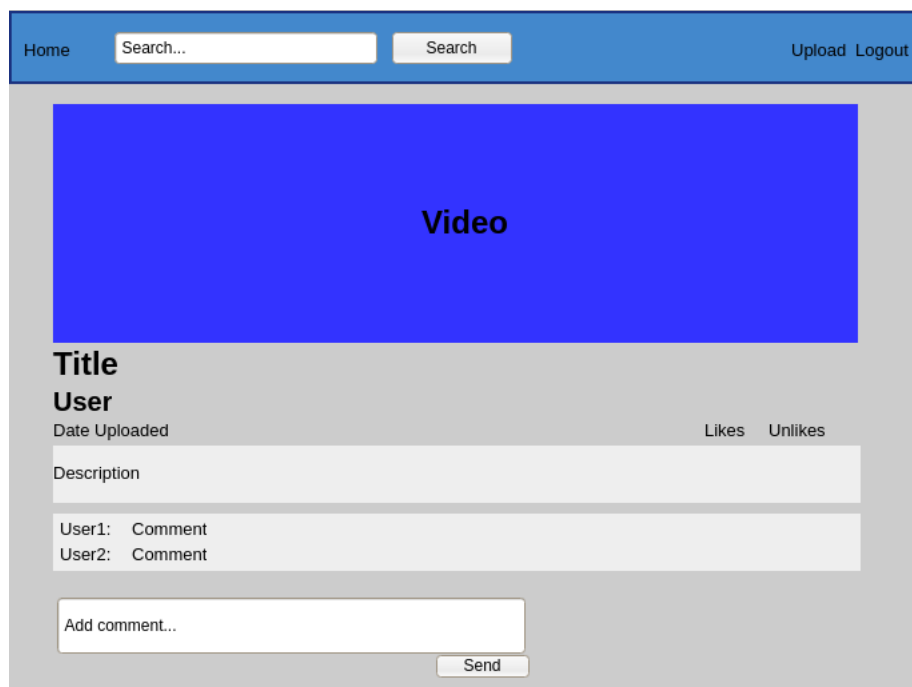 Home Search... Search Upload Logout
Video
Title
User
Date Uploaded Likes Unlikes
Description
User1: Comment
User2: Comment
Add comment...
Send